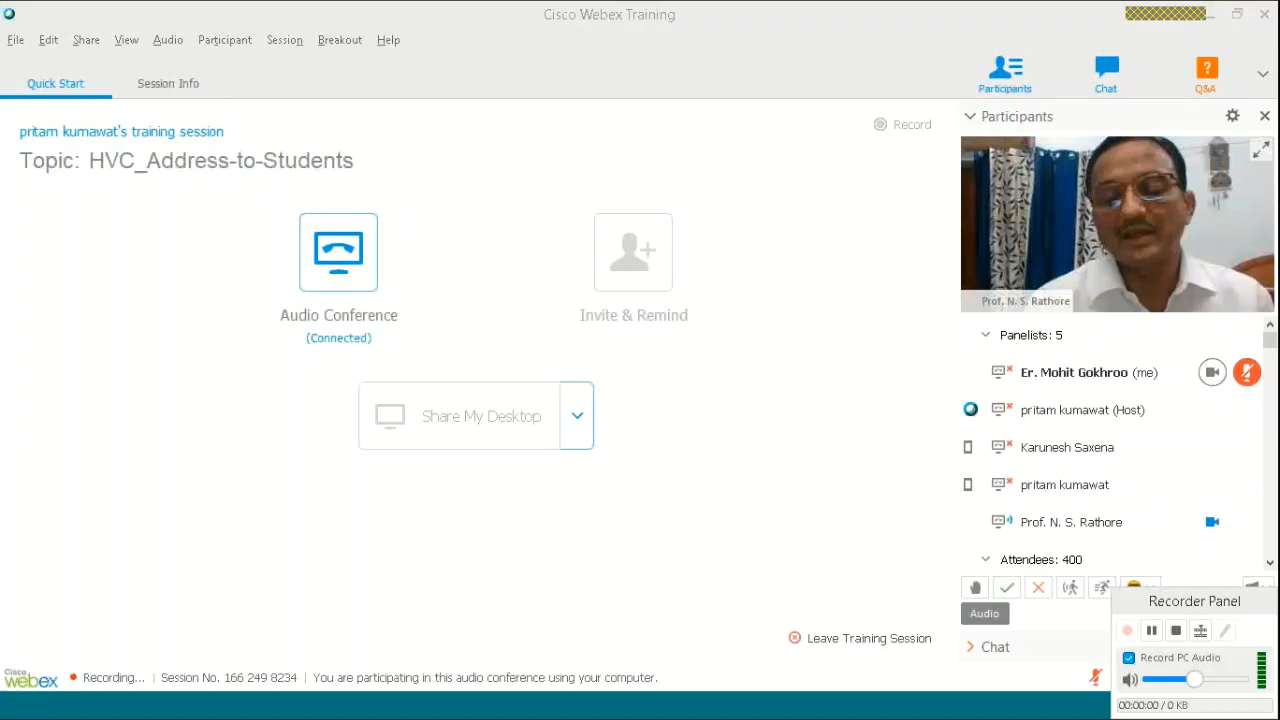 Cisco Webex Training
File Edit Share View Audio Participant Session Breakout Help
Quick Start Session Info
Participants Chat Q&A
pritam kumawat's training session
Record
Topic: HVC_Address-to-Students
Audio Conference
(Connected)
Invite & Remind
Share My Desktop
Leave Training Session
Participants
Prof. N. S. Rathore
Panelists: 5
Er. Mohit Gokhroo (me)
pritam kumawat (Host)
Karunesh Saxena
pritam kumawat
Prof. N. S. Rathore
Attendees: 400
Audio
Chat
Recorder Panel
Record PC Audio
00:00:00 / 0 KB
Cisco
webex
Recording... | Session No. 166 249 8234 | You are participating in this audio conference using your computer.